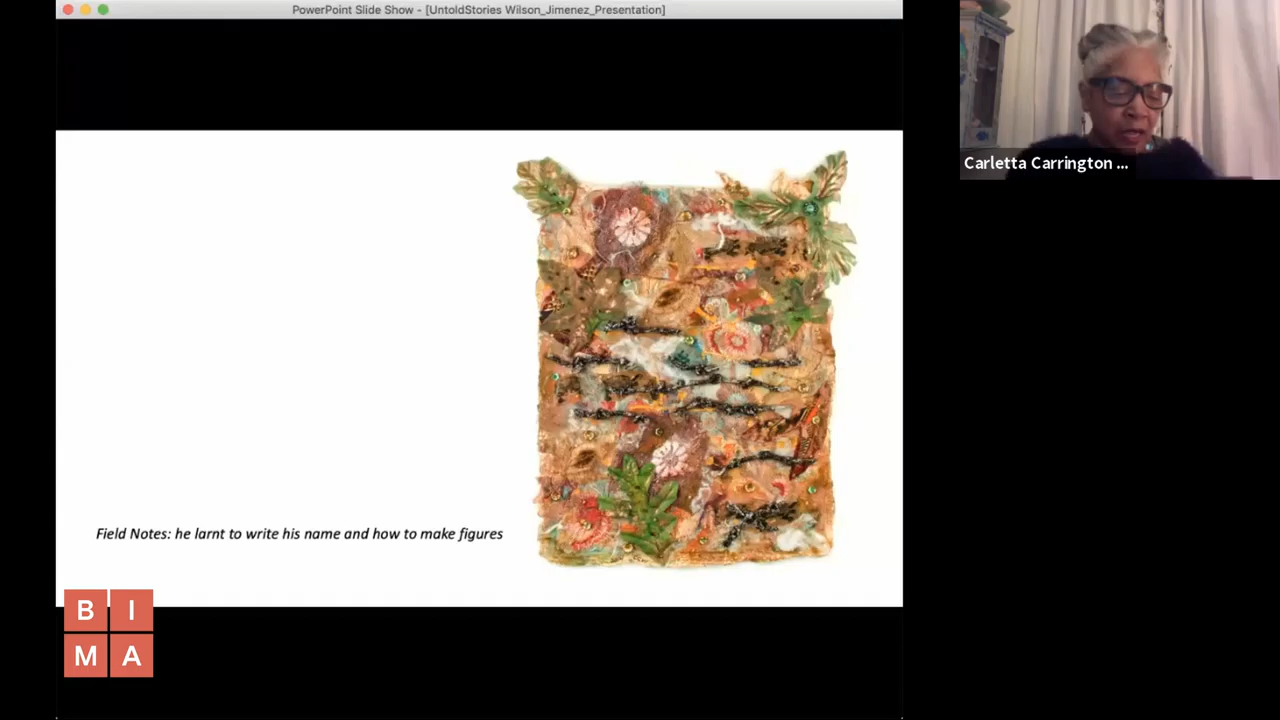 PowerPoint Slide Show - [UntoldStories Wilson_Jimenez_Presentation]
Carletta Carrington ...
Field Notes: he larnt to write his name and how to make figures
B I
M A